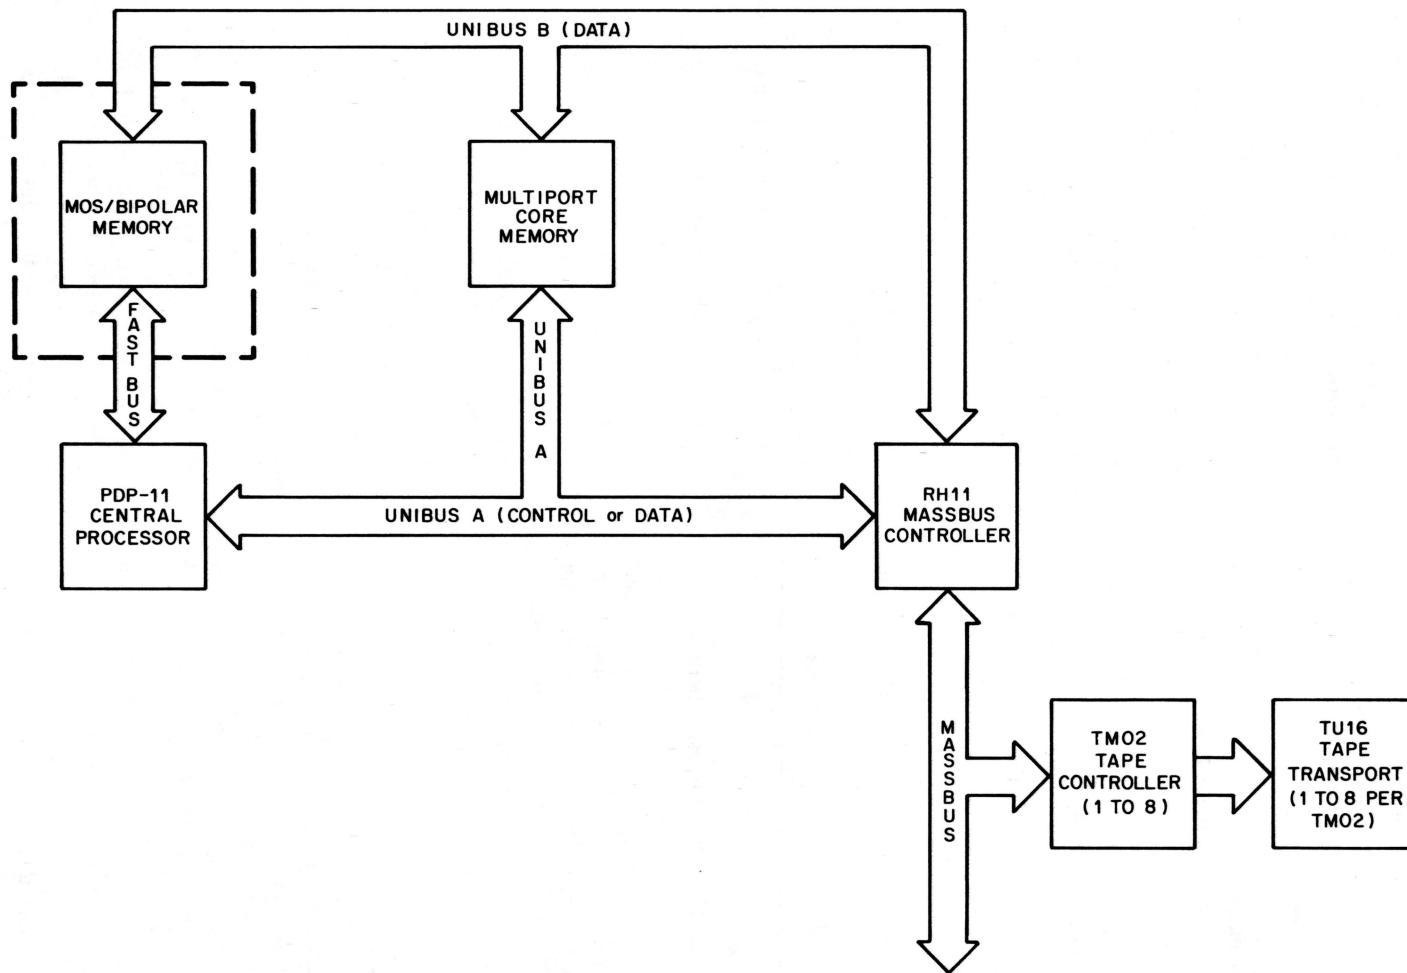 UNIBUS B (DATA)
MOS/BIPOLAR
MEMORY
MULTIPORT
CORE
MEMORY
FAST BUS
UNIBUS A
PDP-11
CENTRAL
PROCESSOR
UNIBUS A (CONTROL or DATA)
RH11
MASSBUS
CONTROLLER
MASSBUS
TM02
TAPE
CONTROLLER
(1 TO 8)
TU16
TAPE
TRANSPORT
(1 TO 8 PER
TM02)